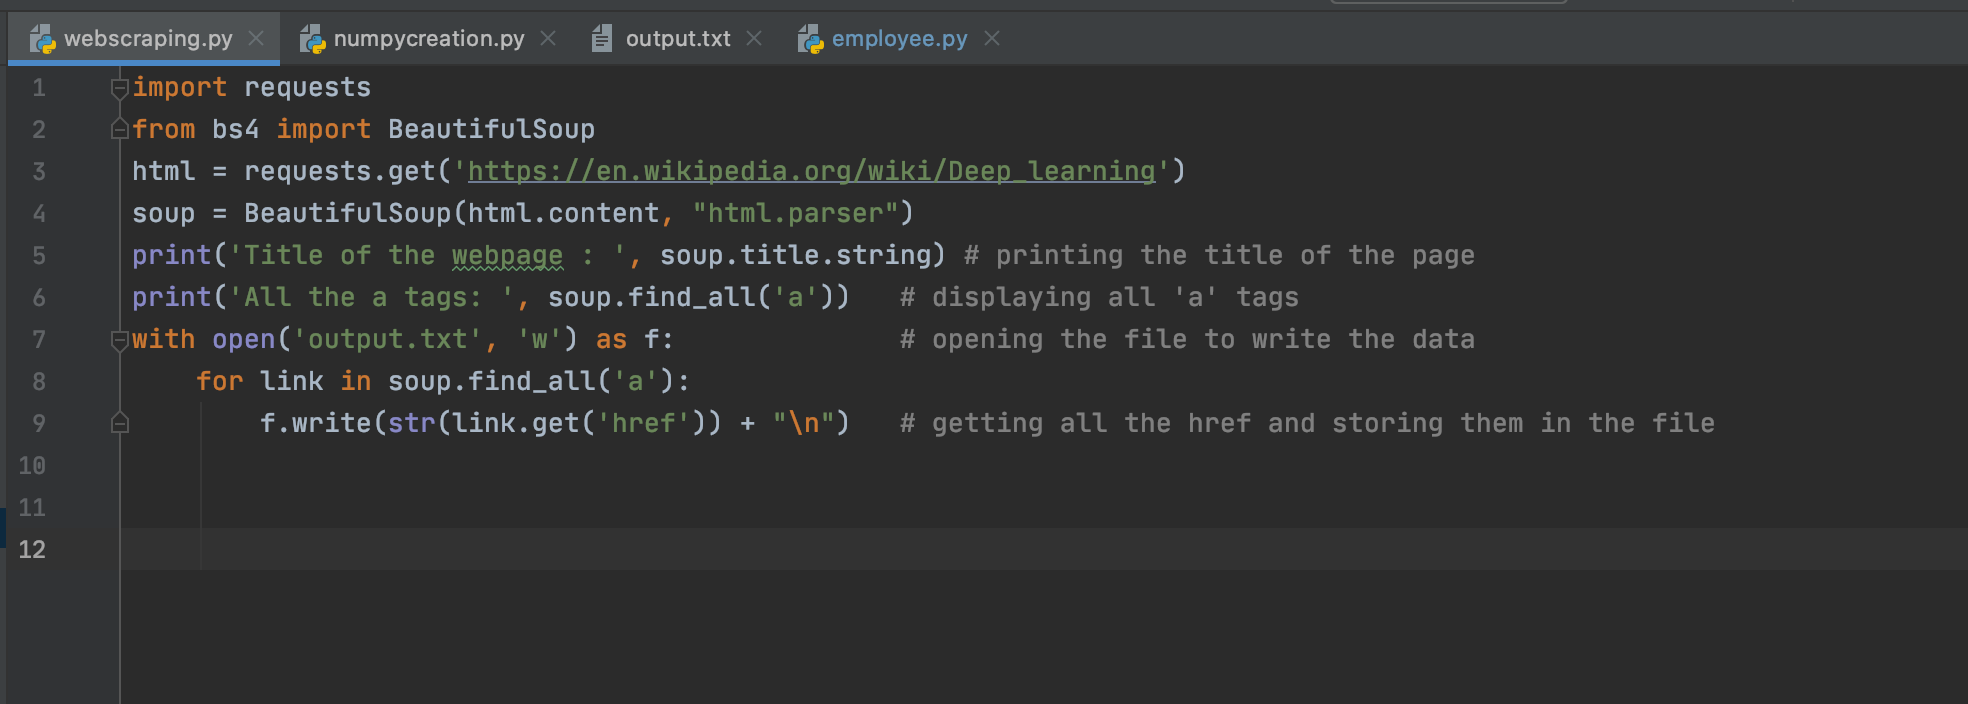 webscraping.py numpycreation.py output.txt employee.py
1 import requests
2 from bs4 import BeautifulSoup
3 html = requests.get('https://en.wikipedia.org/wiki/Deep_learning')
4 soup = BeautifulSoup(html.content, "html.parser")
5 print('Title of the webpage : ', soup.title.string) # printing the title of the page
6 print('All the a tags: ', soup.find_all('a'))   # displaying all 'a' tags
7 with open('output.txt', 'w') as f:              # opening the file to write the data
8     for link in soup.find_all('a'):
9         f.write(str(link.get('href')) + "\n")   # getting all the href and storing them in the file
10
11
12